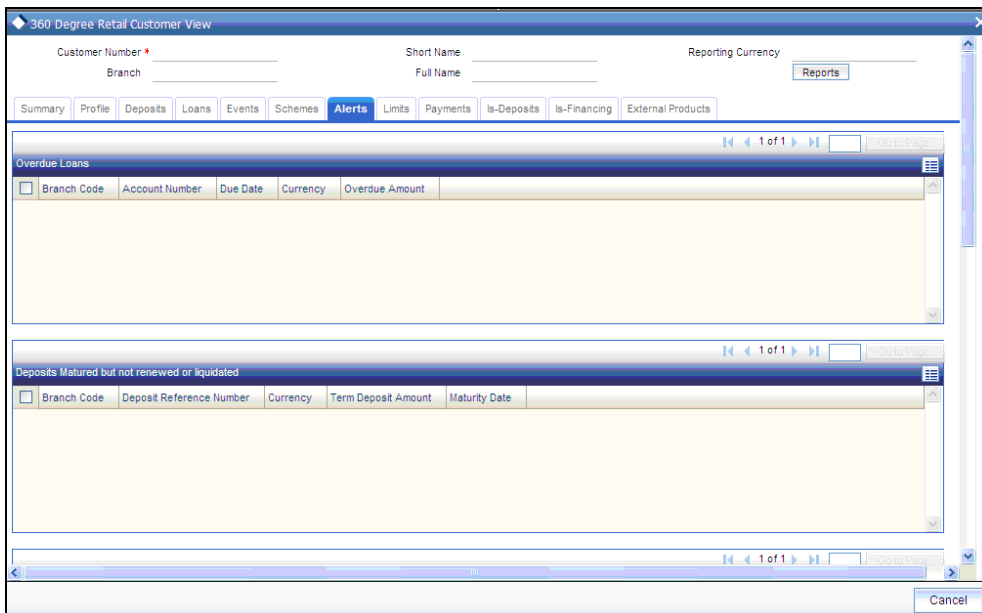 360 Degree Retail Customer View
Customer Number * Short Name Reporting Currency
Branch Full Name Reports
Summary Profile Deposits Loans Events Schemes Alerts Limits Payments Is-Deposits Is-Financing External Products
1 of 1 Go to Page
Overdue Loans
Branch Code Account Number Due Date Currency Overdue Amount
1 of 1 Go to Page
Deposits Matured but not renewed or liquidated
Branch Code Deposit Reference Number Currency Term Deposit Amount Maturity Date
1 of 1 Go to Page
Cancel